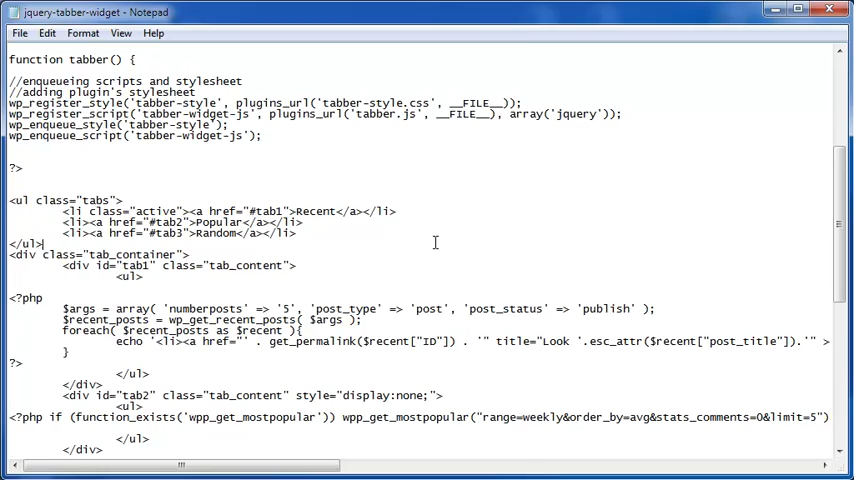 jquery-tabber-widget - Notepad
File Edit Format View Help
function tabber() {
//enqueueing scripts and stylesheet
//adding plugin's stylesheet
wp_register_style('tabber-style', plugins_url('tabber-style.css', __FILE__));
wp_register_script('tabber-widget-js', plugins_url('tabber.js', __FILE__), array('jquery'));
wp_enqueue_style('tabber-style');
wp_enqueue_script('tabber-widget-js');
?>
<ul class="tabs">
<li class="active"><a href="#tab1">Recent</a></li>
<li><a href="#tab2">Popular</a></li>
<li><a href="#tab3">Random</a></li>
</ul>
<div class="tab_container">
<div id="tab1" class="tab_content">
<ul>
<?php
$args = array( 'numberposts' => '5', 'post_type' => 'post', 'post_status' => 'publish' );
$recent_posts = wp_get_recent_posts( $args );
foreach( $recent_posts as $recent ){
echo '<li><a href="' . get_permalink($recent["ID"]) . '" title="Look '.esc_attr($recent["post_title"]).'" >
}
?>
</ul>
</div>
<div id="tab2" class="tab_content" style="display:none;">
<ul>
<?php if (function_exists('wpp_get_mostpopular')) wpp_get_mostpopular("range=weekly&order_by=avg&stats_comments=0&limit=5")
</ul>
</div>